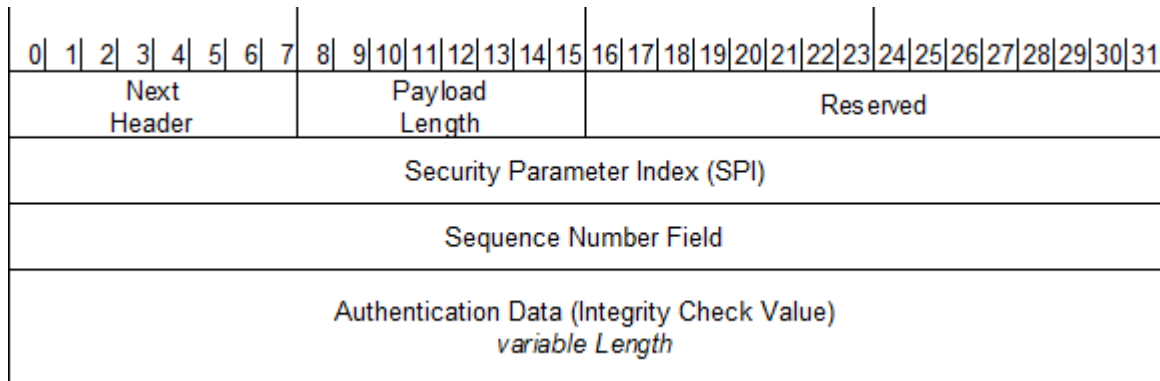 0 1 2 3 4 5 6 7 8 9 10 11 12 13 14 15 16 17 18 19 20 21 22 23 24 25 26 27 28 29 30 31
Next
Header
Payload
Length
Reserved
Security Parameter Index (SPI)
Sequence Number Field
Authentication Data (Integrity Check Value)
variable Length